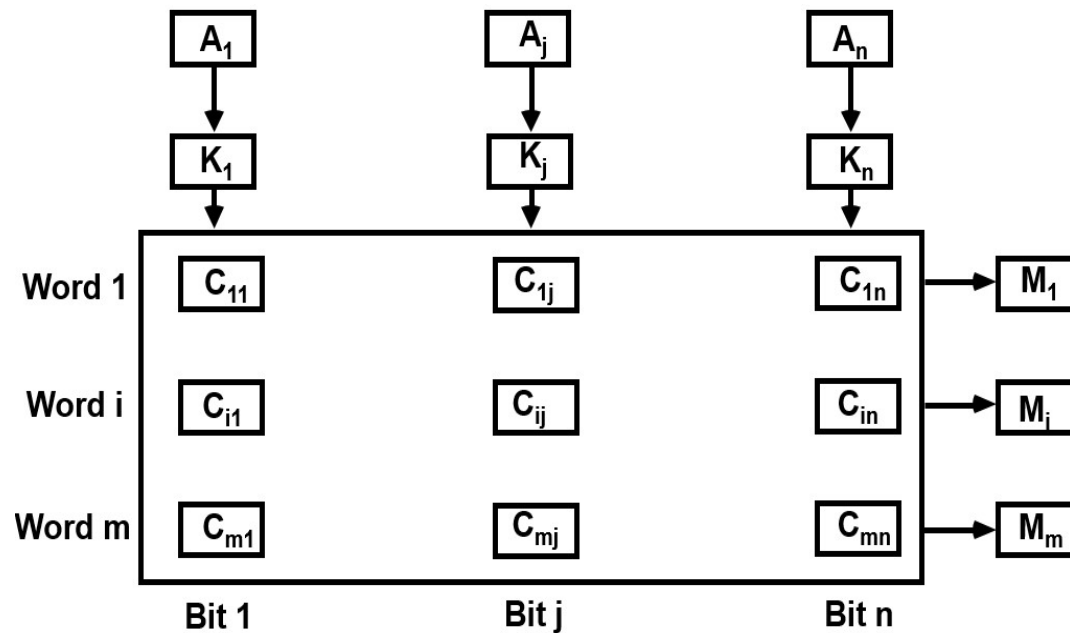 A₁ Aⱼ Aₙ
K₁ Kⱼ Kₙ
Word 1 C₁₁ C₁ⱼ C₁ₙ M₁
Word i Cᵢ₁ Cᵢⱼ Cᵢₙ Mᵢ
Word m Cₘ₁ Cₘⱼ Cₘₙ Mₘ
Bit 1 Bit j Bit n